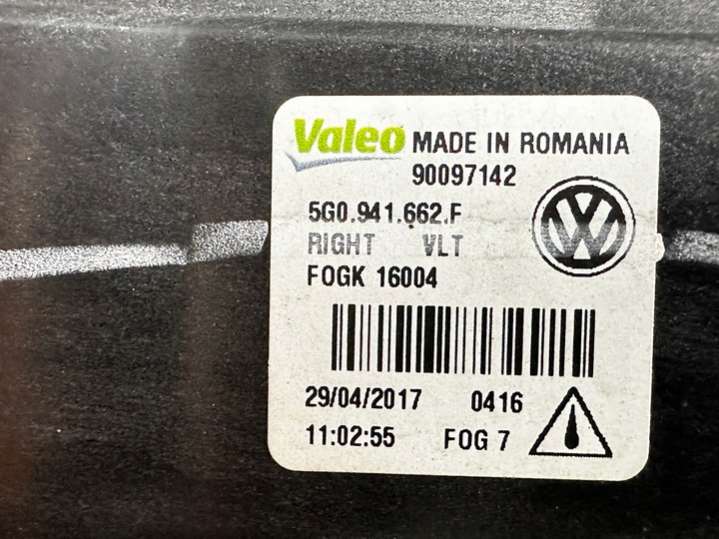 Valeo MADE IN ROMANIA
90097142
5G0.941.662.F
RIGHT VLT
FOGK 16004
29/04/2017 0416
11:02:55 FOG 7